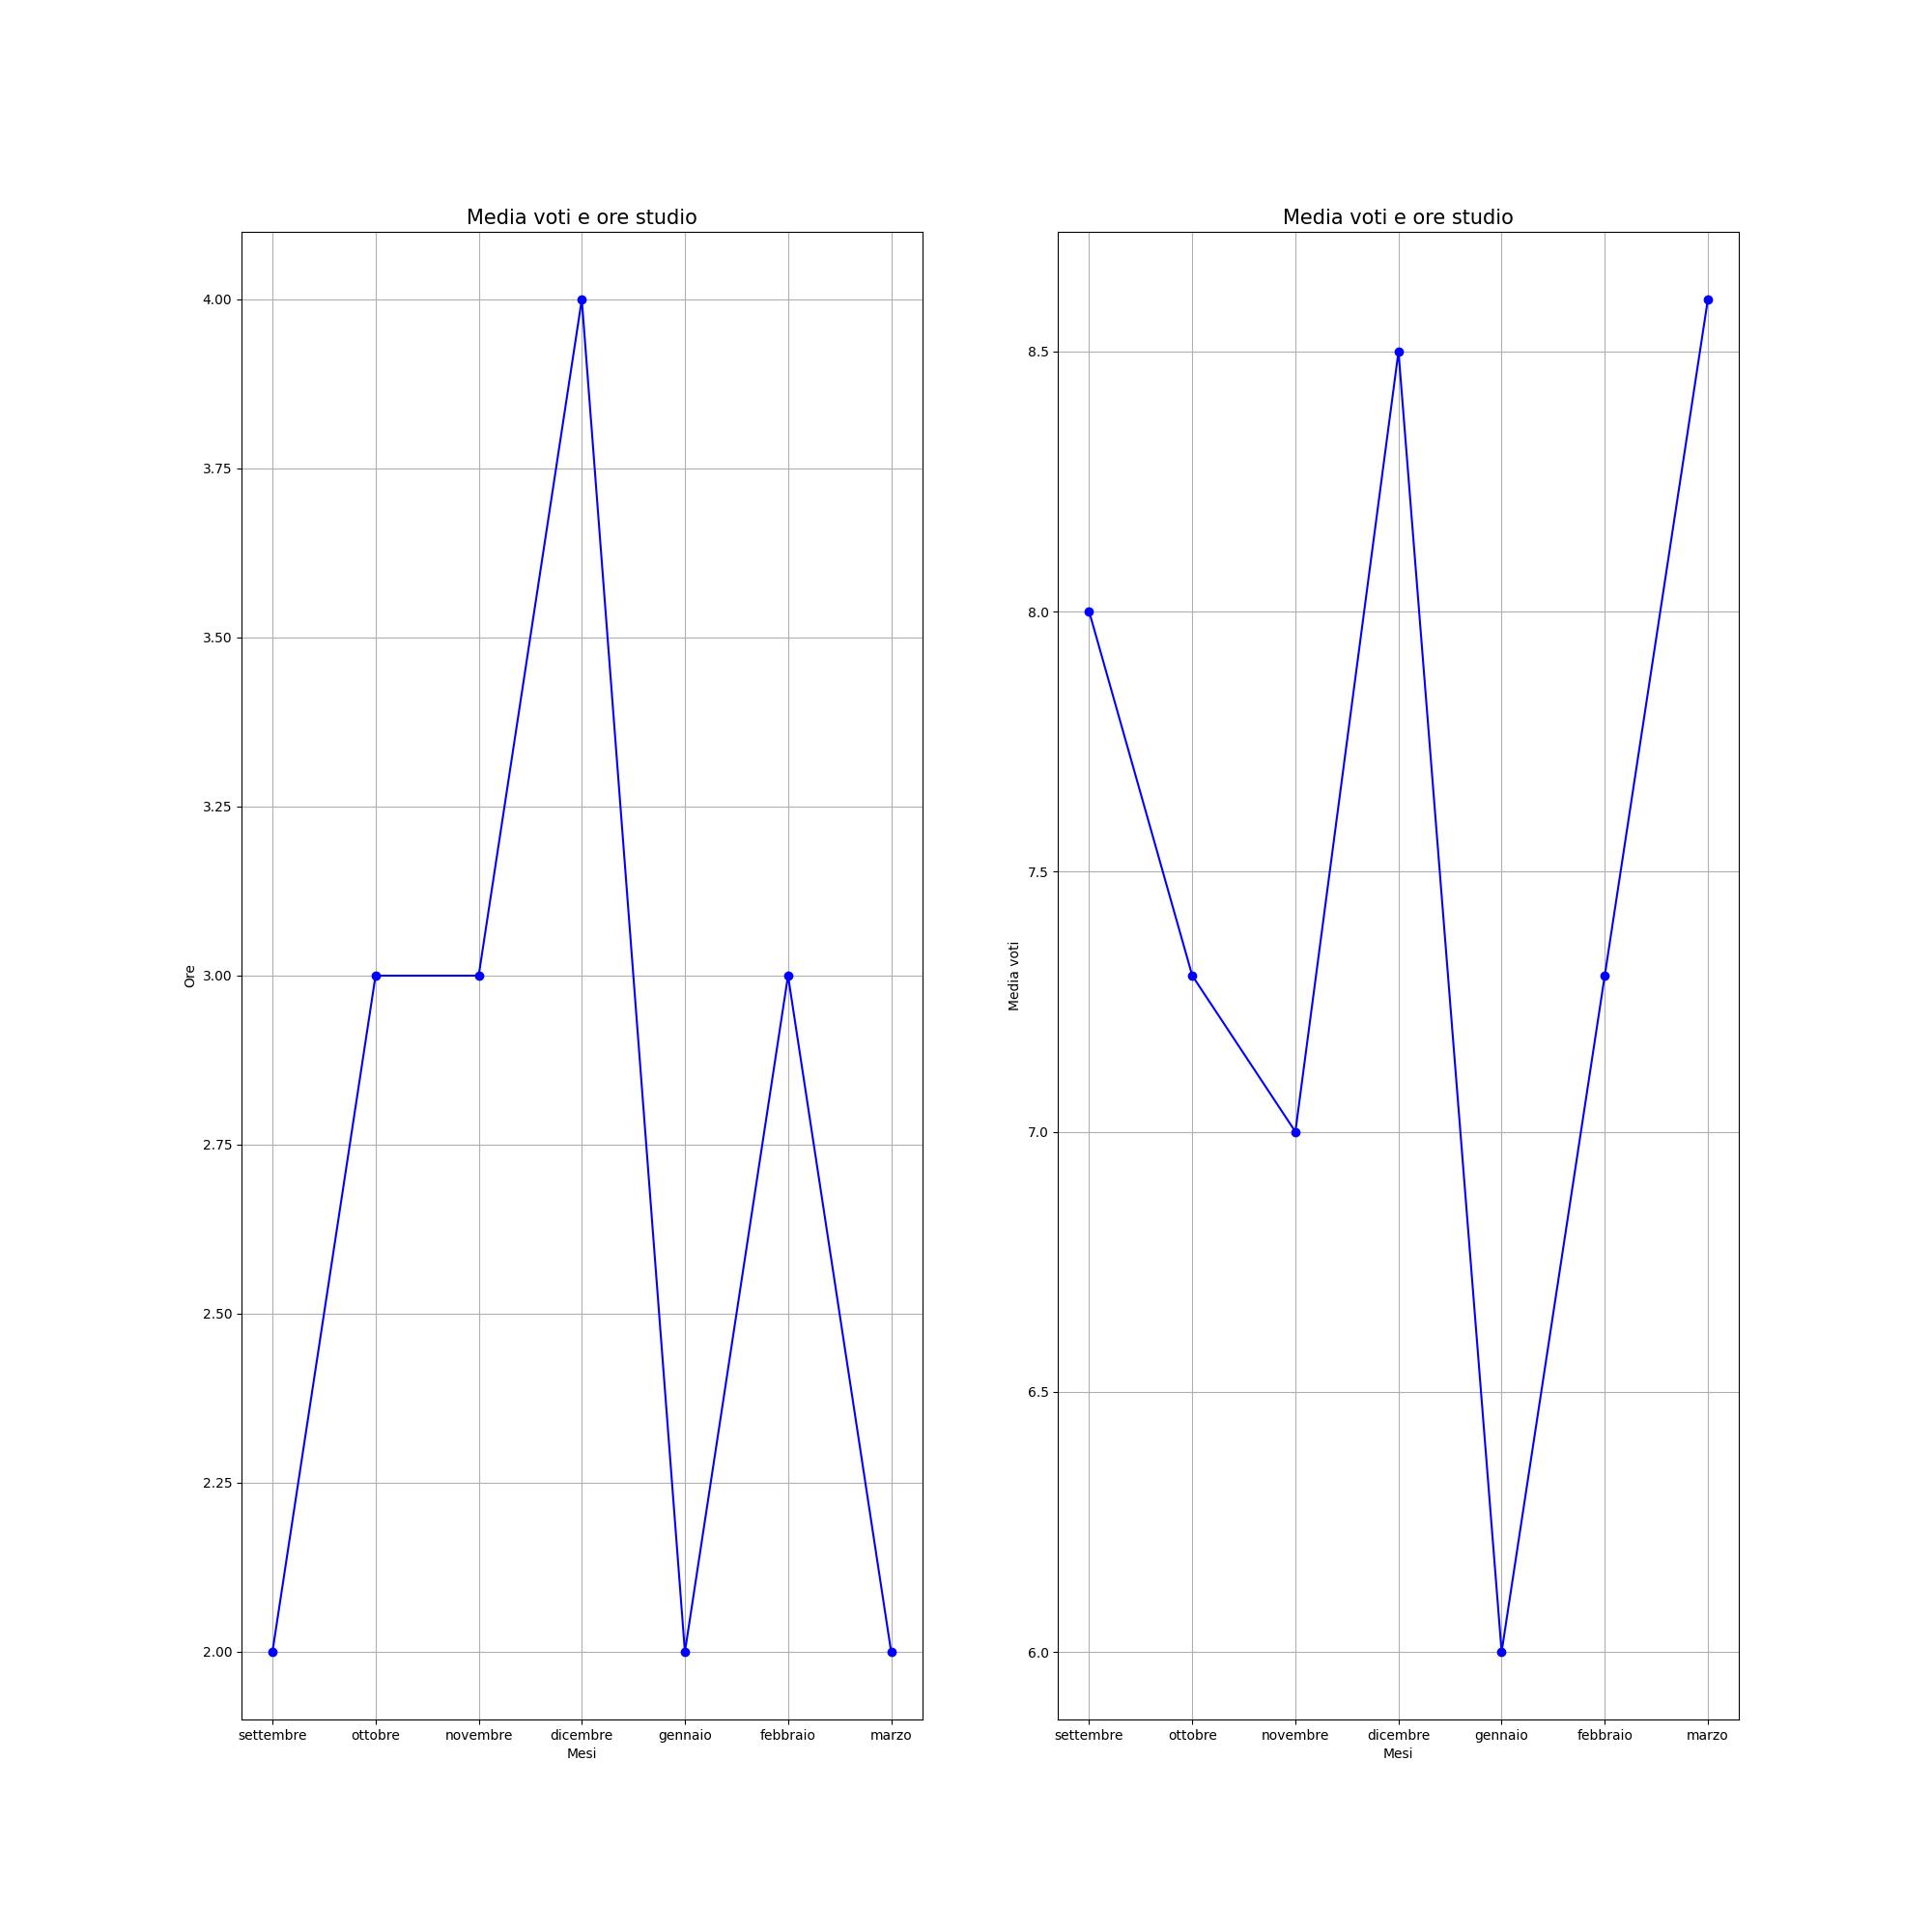 Media voti e ore studio
4.00
3.75
3.50
3.25
3.00
2.75
2.50
2.25
2.00
Ore
settembre ottobre novembre dicembre gennaio febbraio marzo
Mesi
Media voti e ore studio
8.5
8.0
7.5
7.0
6.5
6.0
Media voti
settembre ottobre novembre dicembre gennaio febbraio marzo
Mesi